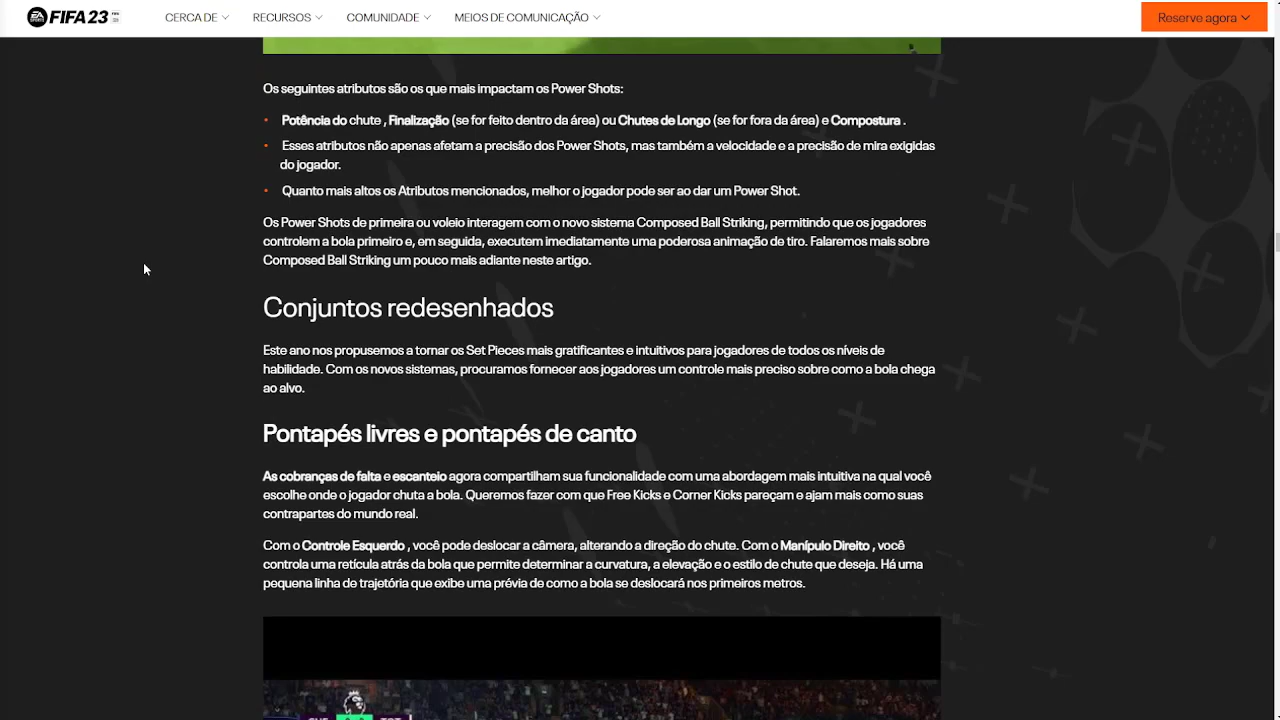 EA SPORTS FIFA 23
CERCA DE RECURSOS COMUNIDADE MEIOS DE COMUNICAÇÃO Reserve agora
Os seguintes atributos são os que mais impactam os Power Shots:
Potência do chute , Finalização (se for feito dentro da área) ou Chutes de Longo (se for fora da área) e Compostura .
Esses atributos não apenas afetam a precisão dos Power Shots, mas também a velocidade e a precisão de mira exigidas
do jogador.
Quanto mais altos os Atributos mencionados, melhor o jogador pode ser ao dar um Power Shot.
Os Power Shots de primeira ou voleio interagem com o novo sistema Composed Ball Striking, permitindo que os jogadores
controlem a bola primeiro e, em seguida, executem imediatamente uma poderosa animação de tiro. Falaremos mais sobre
Composed Ball Striking um pouco mais adiante neste artigo.
Conjuntos redesenhados
Este ano nos propusemos a tornar os Set Pieces mais gratificantes e intuitivos para jogadores de todos os níveis de
habilidade. Com os novos sistemas, procuramos fornecer aos jogadores um controle mais preciso sobre como a bola chega
ao alvo.
Pontapés livres e pontapés de canto
As cobranças de falta e escanteio agora compartilham sua funcionalidade com uma abordagem mais intuitiva na qual você
escolhe onde o jogador chuta a bola. Queremos fazer com que Free Kicks e Corner Kicks pareçam e ajam mais como suas
contrapartes do mundo real.
Com o Controle Esquerdo , você pode deslocar a câmera, alterando a direção do chute. Com o Manípulo Direito , você
controla uma retícula atrás da bola que permite determinar a curvatura, a elevação e o estilo de chute que deseja. Há uma
pequena linha de trajetória que exibe uma prévia de como a bola se deslocará nos primeiros metros.